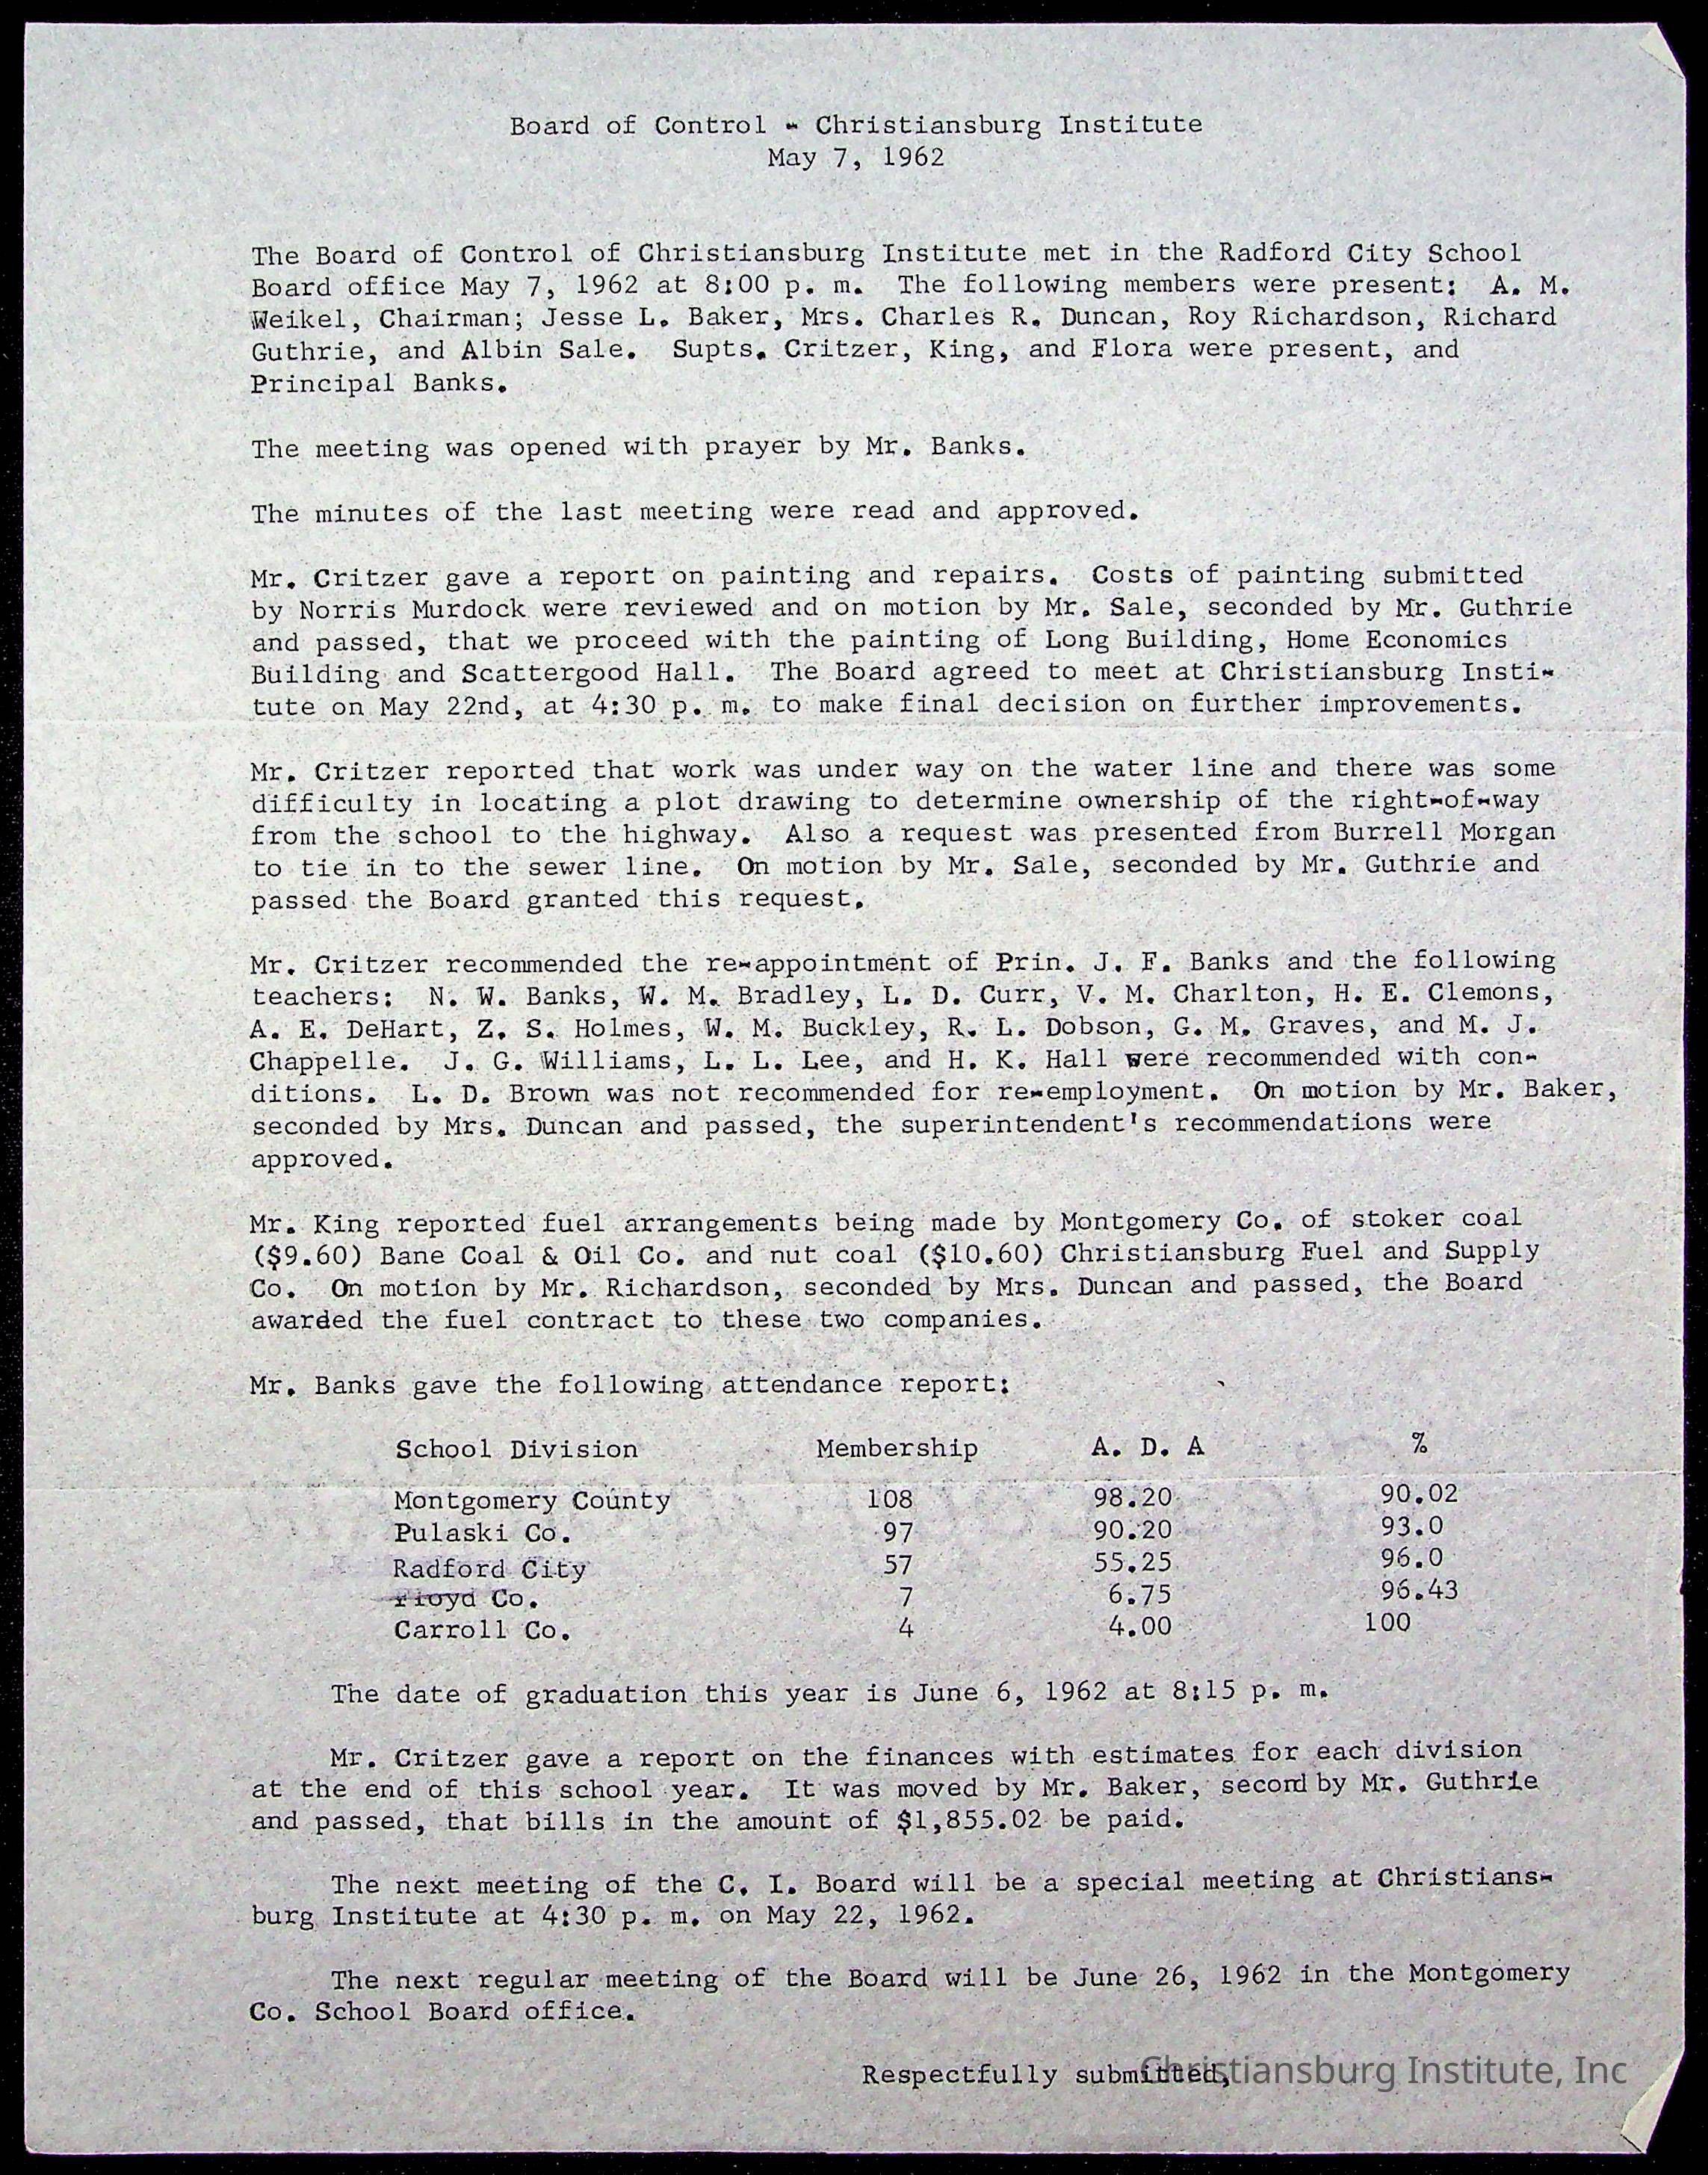 Board of Control - Christiansburg Institute
May 7, 1962
The Board of Control of Christiansburg Institute met in the Radford City School
Board office May 7, 1962 at 8:00 p. m. The following members were present: A. M.
Weikel, Chairman; Jesse L. Baker, Mrs. Charles R. Duncan, Roy Richardson, Richard
Guthrie, and Albin Sale. Supts. Critzer, King, and Flora were present, and
Principal Banks.
The meeting was opened with prayer by Mr. Banks.
The minutes of the last meeting were read and approved.
Mr. Critzer gave a report on painting and repairs. Costs of painting submitted
by Norris Murdock were reviewed and on motion by Mr. Sale, seconded by Mr. Guthrie
and passed, that we proceed with the painting of Long Building, Home Economics
Building and Scattergood Hall. The Board agreed to meet at Christiansburg Insti-
tute on May 22nd, at 4:30 p. m. to make final decision on further improvements.
Mr. Critzer reported that work was under way on the water line and there was some
difficulty in locating a plot drawing to determine ownership of the right-of-way
from the school to the highway. Also a request was presented from Burrell Morgan
to tie in to the sewer line. On motion by Mr. Sale, seconded by Mr. Guthrie and
passed the Board granted this request.
Mr. Critzer recommended the re-appointment of Prin. J. F. Banks and the following
teachers: N. W. Banks, W. M. Bradley, L. D. Curr, V. M. Charlton, H. E. Clemons,
A. E. DeHart, Z. S. Holmes, W. M. Buckley, R. L. Dobson, G. M. Graves, and M. J.
Chappelle. J. G. Williams, L. L. Lee, and H. K. Hall were recommended with con-
ditions. L. D. Brown was not recommended for re-employment. On motion by Mr. Baker,
seconded by Mrs. Duncan and passed, the superintendent's recommendations were
approved.
Mr. King reported fuel arrangements being made by Montgomery Co. of stoker coal
($9.60) Bane Coal & Oil Co. and nut coal ($10.60) Christiansburg Fuel and Supply
Co. On motion by Mr. Richardson, seconded by Mrs. Duncan and passed, the Board
awarded the fuel contract to these two companies.
Mr. Banks gave the following attendance report:
School Division Membership A. D. A %
Montgomery County 108 98.20 90.02
Pulaski Co. 97 90.20 93.0
Radford City 57 55.25 96.0
Floyd Co. 7 6.75 96.43
Carroll Co. 4 4.00 100
The date of graduation this year is June 6, 1962 at 8:15 p. m.
Mr. Critzer gave a report on the finances with estimates for each division
at the end of this school year. It was moved by Mr. Baker, second by Mr. Guthrie
and passed, that bills in the amount of $1,855.02 be paid.
The next meeting of the C. I. Board will be a special meeting at Christians-
burg Institute at 4:30 p. m. on May 22, 1962.
The next regular meeting of the Board will be June 26, 1962 in the Montgomery
Co. School Board office.
Respectfully submitted,
Christiansburg Institute, Inc